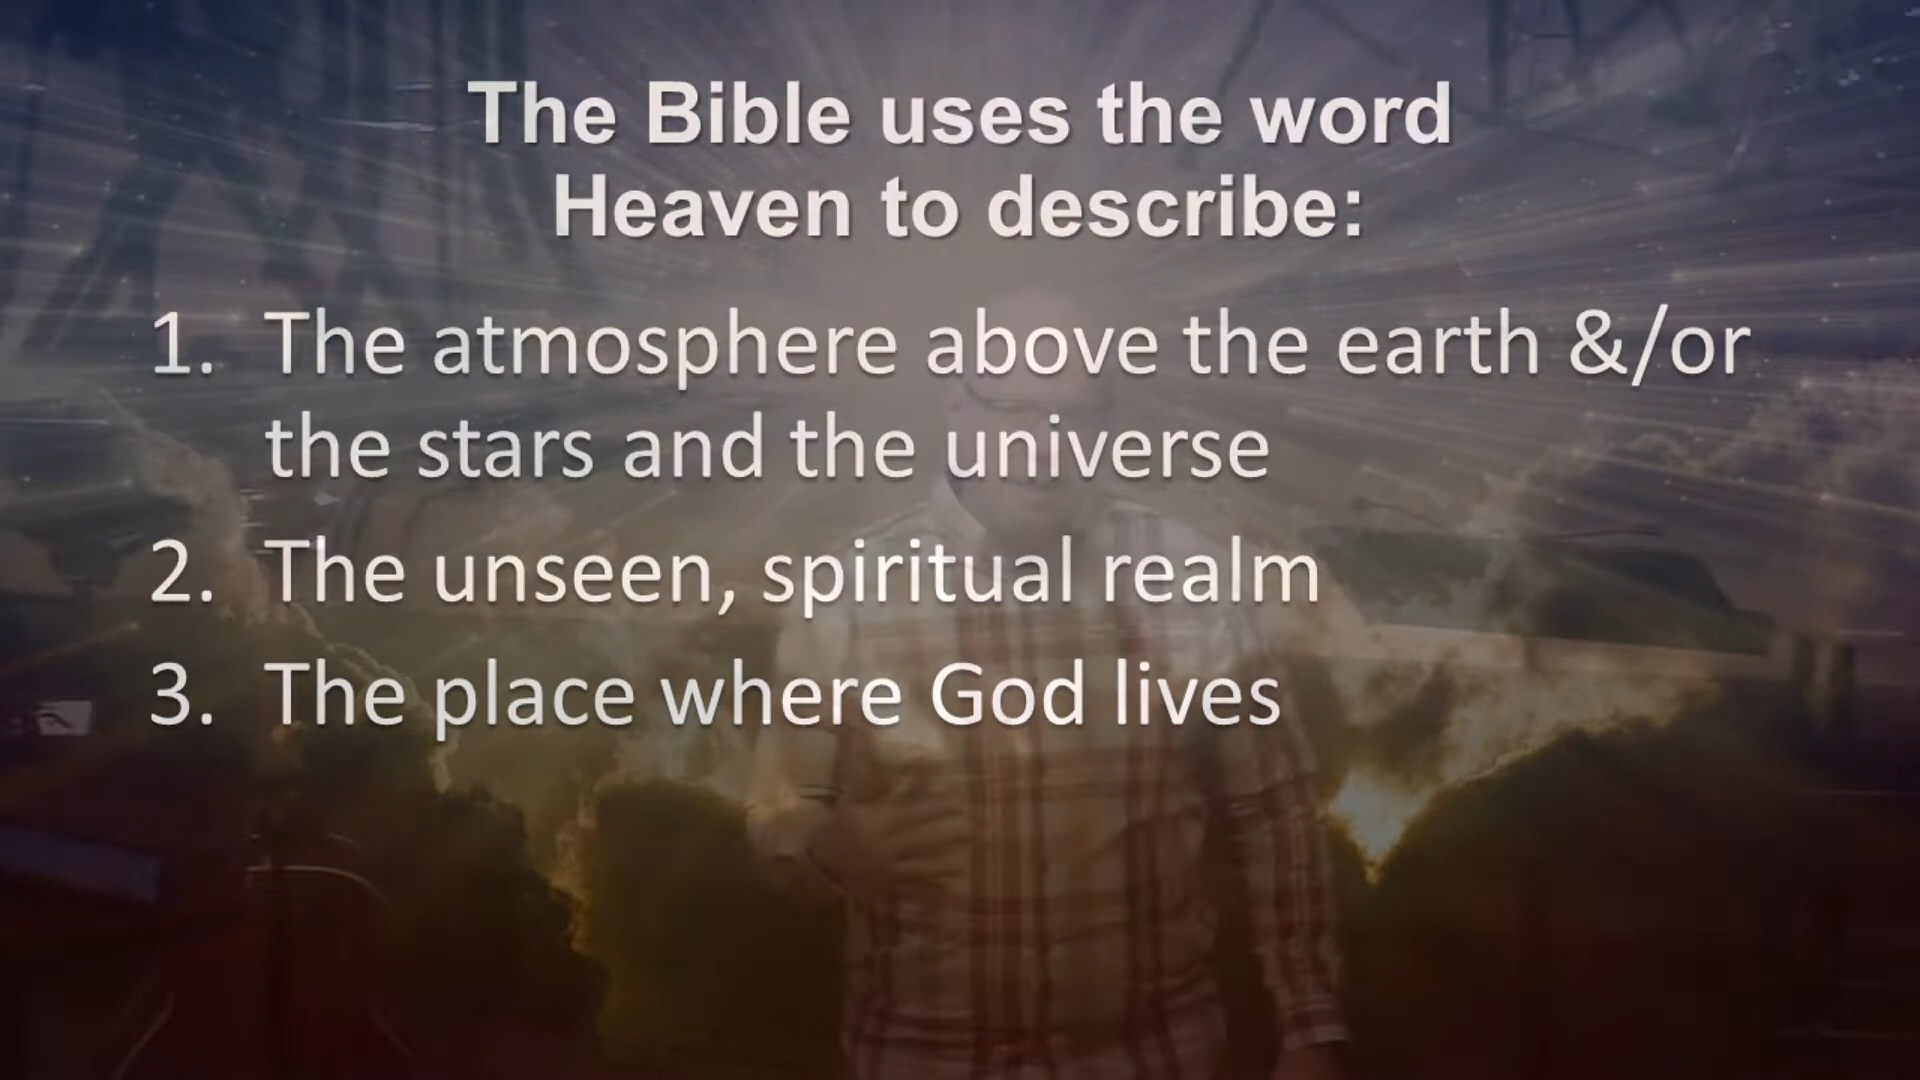 The Bible uses the word
Heaven to describe:
1. The atmosphere above the earth &/or
the stars and the universe
2. The unseen, spiritual realm
3. The place where God lives